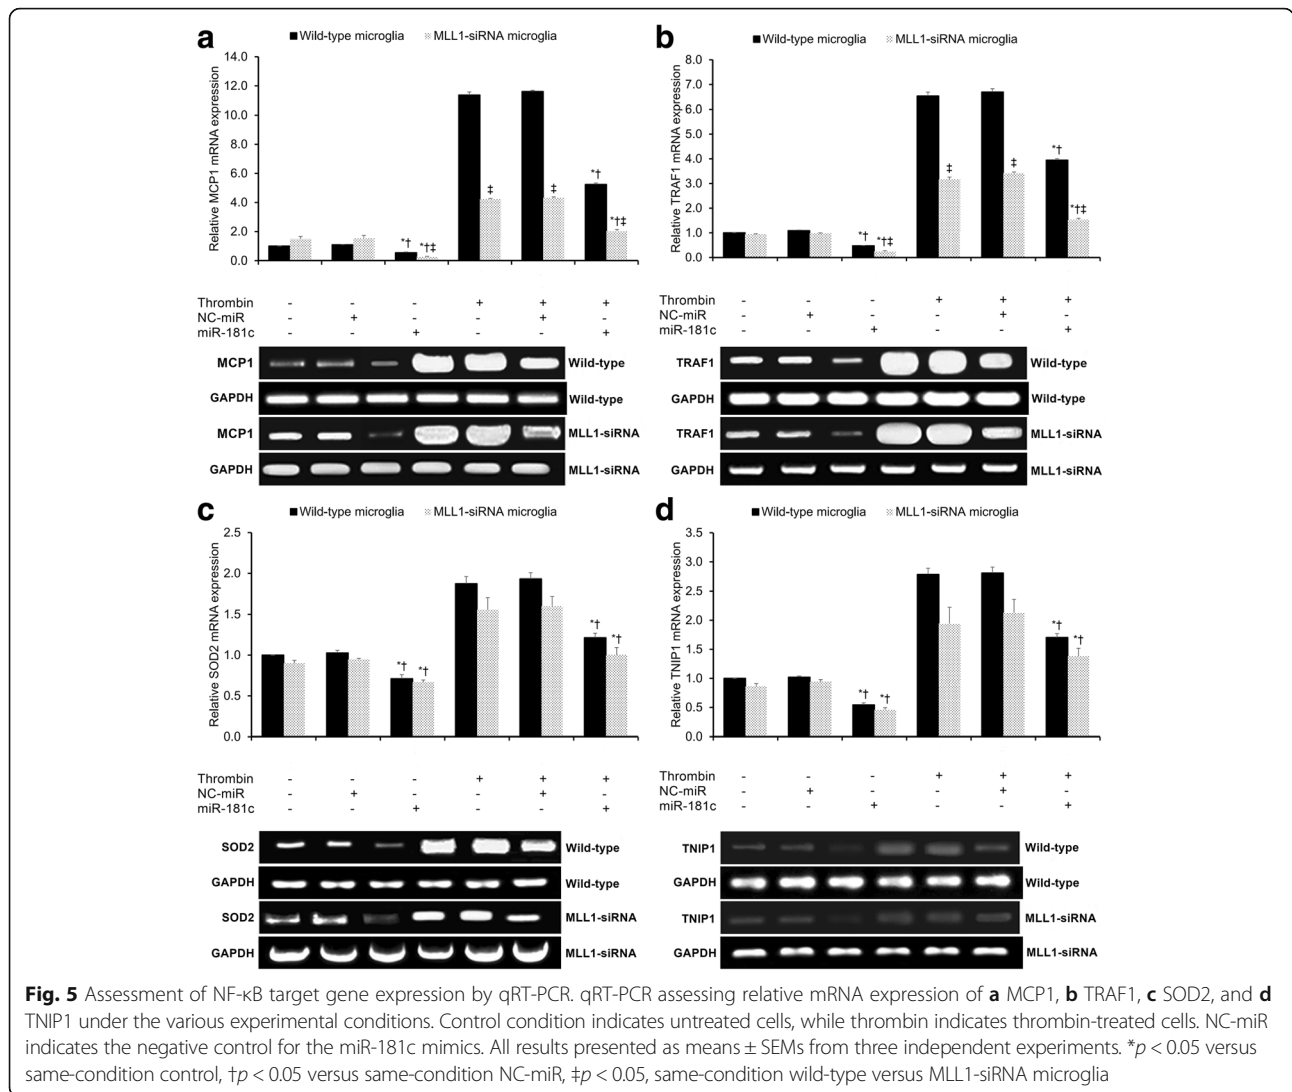 a
■Wild-type microglia MLL1-siRNA microglia
Relative MCP1 mRNA expression
14.0
12.0
10.0
8.0
6.0
4.0
2.0
0.0
*† *†‡ ‡ ‡ *† *†‡
Thrombin - - - + + +
NC-miR - + - - + -
miR-181c - - + - - +
MCP1 Wild-type
GAPDH Wild-type
MCP1 MLL1-siRNA
GAPDH MLL1-siRNA
b
■Wild-type microglia MLL1-siRNA microglia
Relative TRAF1 mRNA expression
8.0
7.0
6.0
5.0
4.0
3.0
2.0
1.0
0.0
*† *†‡ ‡ ‡ *† *†‡
- - - + + +
- + - - + -
- - + - - +
TRAF1 Wild-type
GAPDH Wild-type
TRAF1 MLL1-siRNA
GAPDH MLL1-siRNA
c
■Wild-type microglia MLL1-siRNA microglia
Relative SOD2 mRNA expression
2.5
2.0
1.5
1.0
0.5
0.0
*† *† *† *†
Thrombin - - - + + +
NC-miR - + - - + -
miR-181c - - + - - +
SOD2 Wild-type
GAPDH Wild-type
SOD2 MLL1-siRNA
GAPDH MLL1-siRNA
d
■Wild-type microglia MLL1-siRNA microglia
Relative TNIP1 mRNA expression
3.5
3.0
2.5
2.0
1.5
1.0
0.5
0.0
*† *† *† *†
- - - + + +
- + - - + -
- - + - - +
TNIP1 Wild-type
GAPDH Wild-type
TNIP1 MLL1-siRNA
GAPDH MLL1-siRNA
Fig. 5 Assessment of NF-κB target gene expression by qRT-PCR. qRT-PCR assessing relative mRNA expression of a MCP1, b TRAF1, c SOD2, and d
TNIP1 under the various experimental conditions. Control condition indicates untreated cells, while thrombin indicates thrombin-treated cells. NC-miR
indicates the negative control for the miR-181c mimics. All results presented as means ± SEMs from three independent experiments. *p < 0.05 versus
same-condition control, †p < 0.05 versus same-condition NC-miR, ‡p < 0.05, same-condition wild-type versus MLL1-siRNA microglia